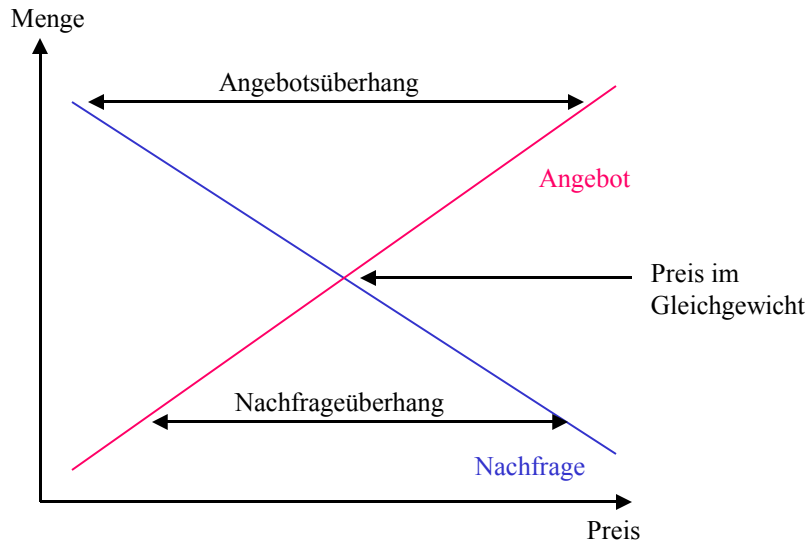 Menge
Angebotsüberhang
Angebot
Preis im
Gleichgewicht
Nachfrageüberhang
Nachfrage
Preis